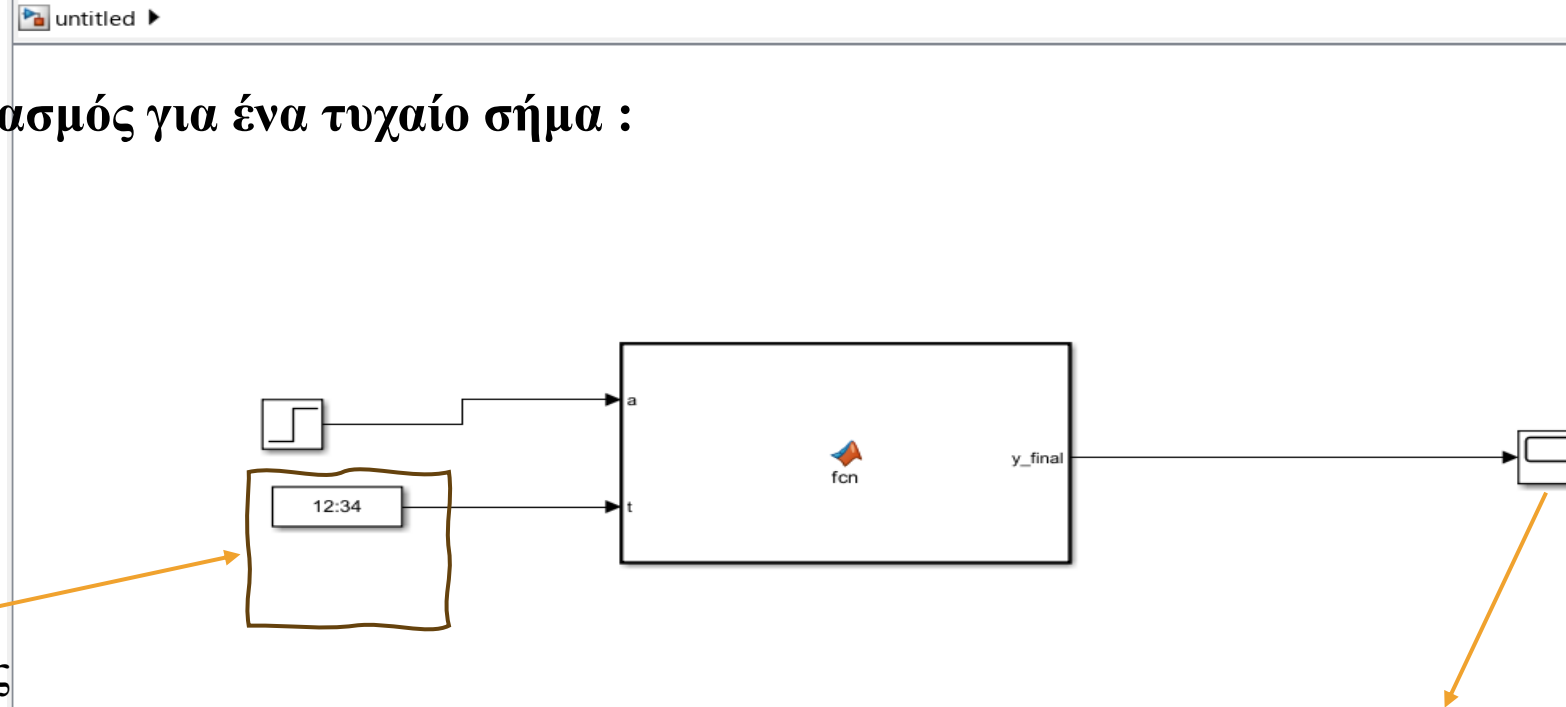 untitled
ασμός για ένα τυχαίο σήμα :
a
12:34
t
fcn
y_final